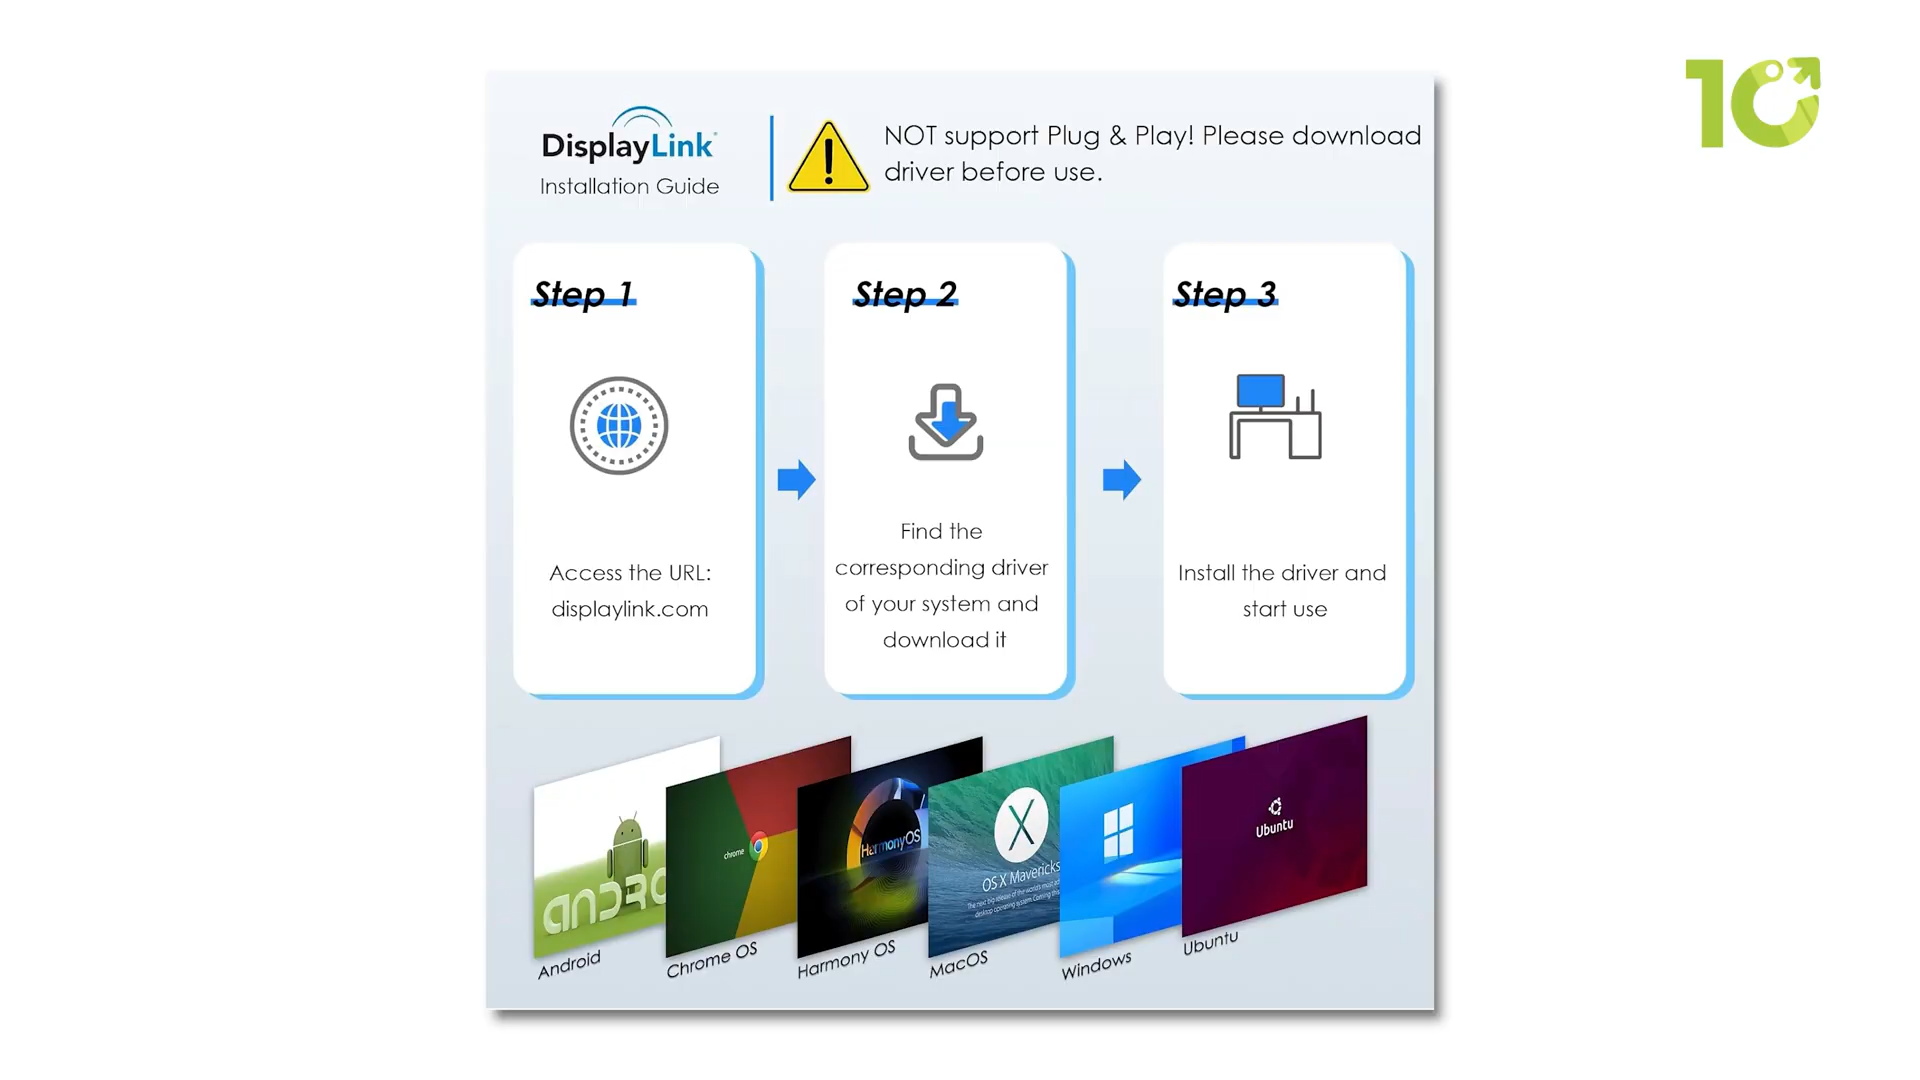 10
DisplayLink
Installation Guide
NOT support Plug & Play! Please download
driver before use.
Step 1
Access the URL:
displaylink.com
Step 2
Find the
corresponding driver
of your system and
download it
Step 3
Install the driver and
start use
ANDRO
Android
chrome
Chrome OS
HarmonyOS
Harmony OS
X
OS X Mavericks
MacOS
Windows
Ubuntu
Ubuntu